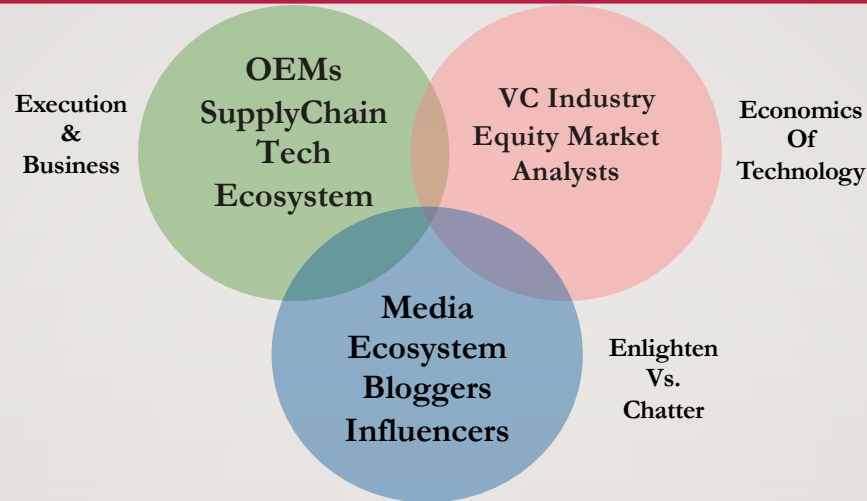 Execution
&
Business
OEMs
SupplyChain
Tech
Ecosystem
VC Industry
Equity Market
Analysts
Economics
Of
Technology
Media
Ecosystem
Bloggers
Influencers
Enlighten
Vs.
Chatter